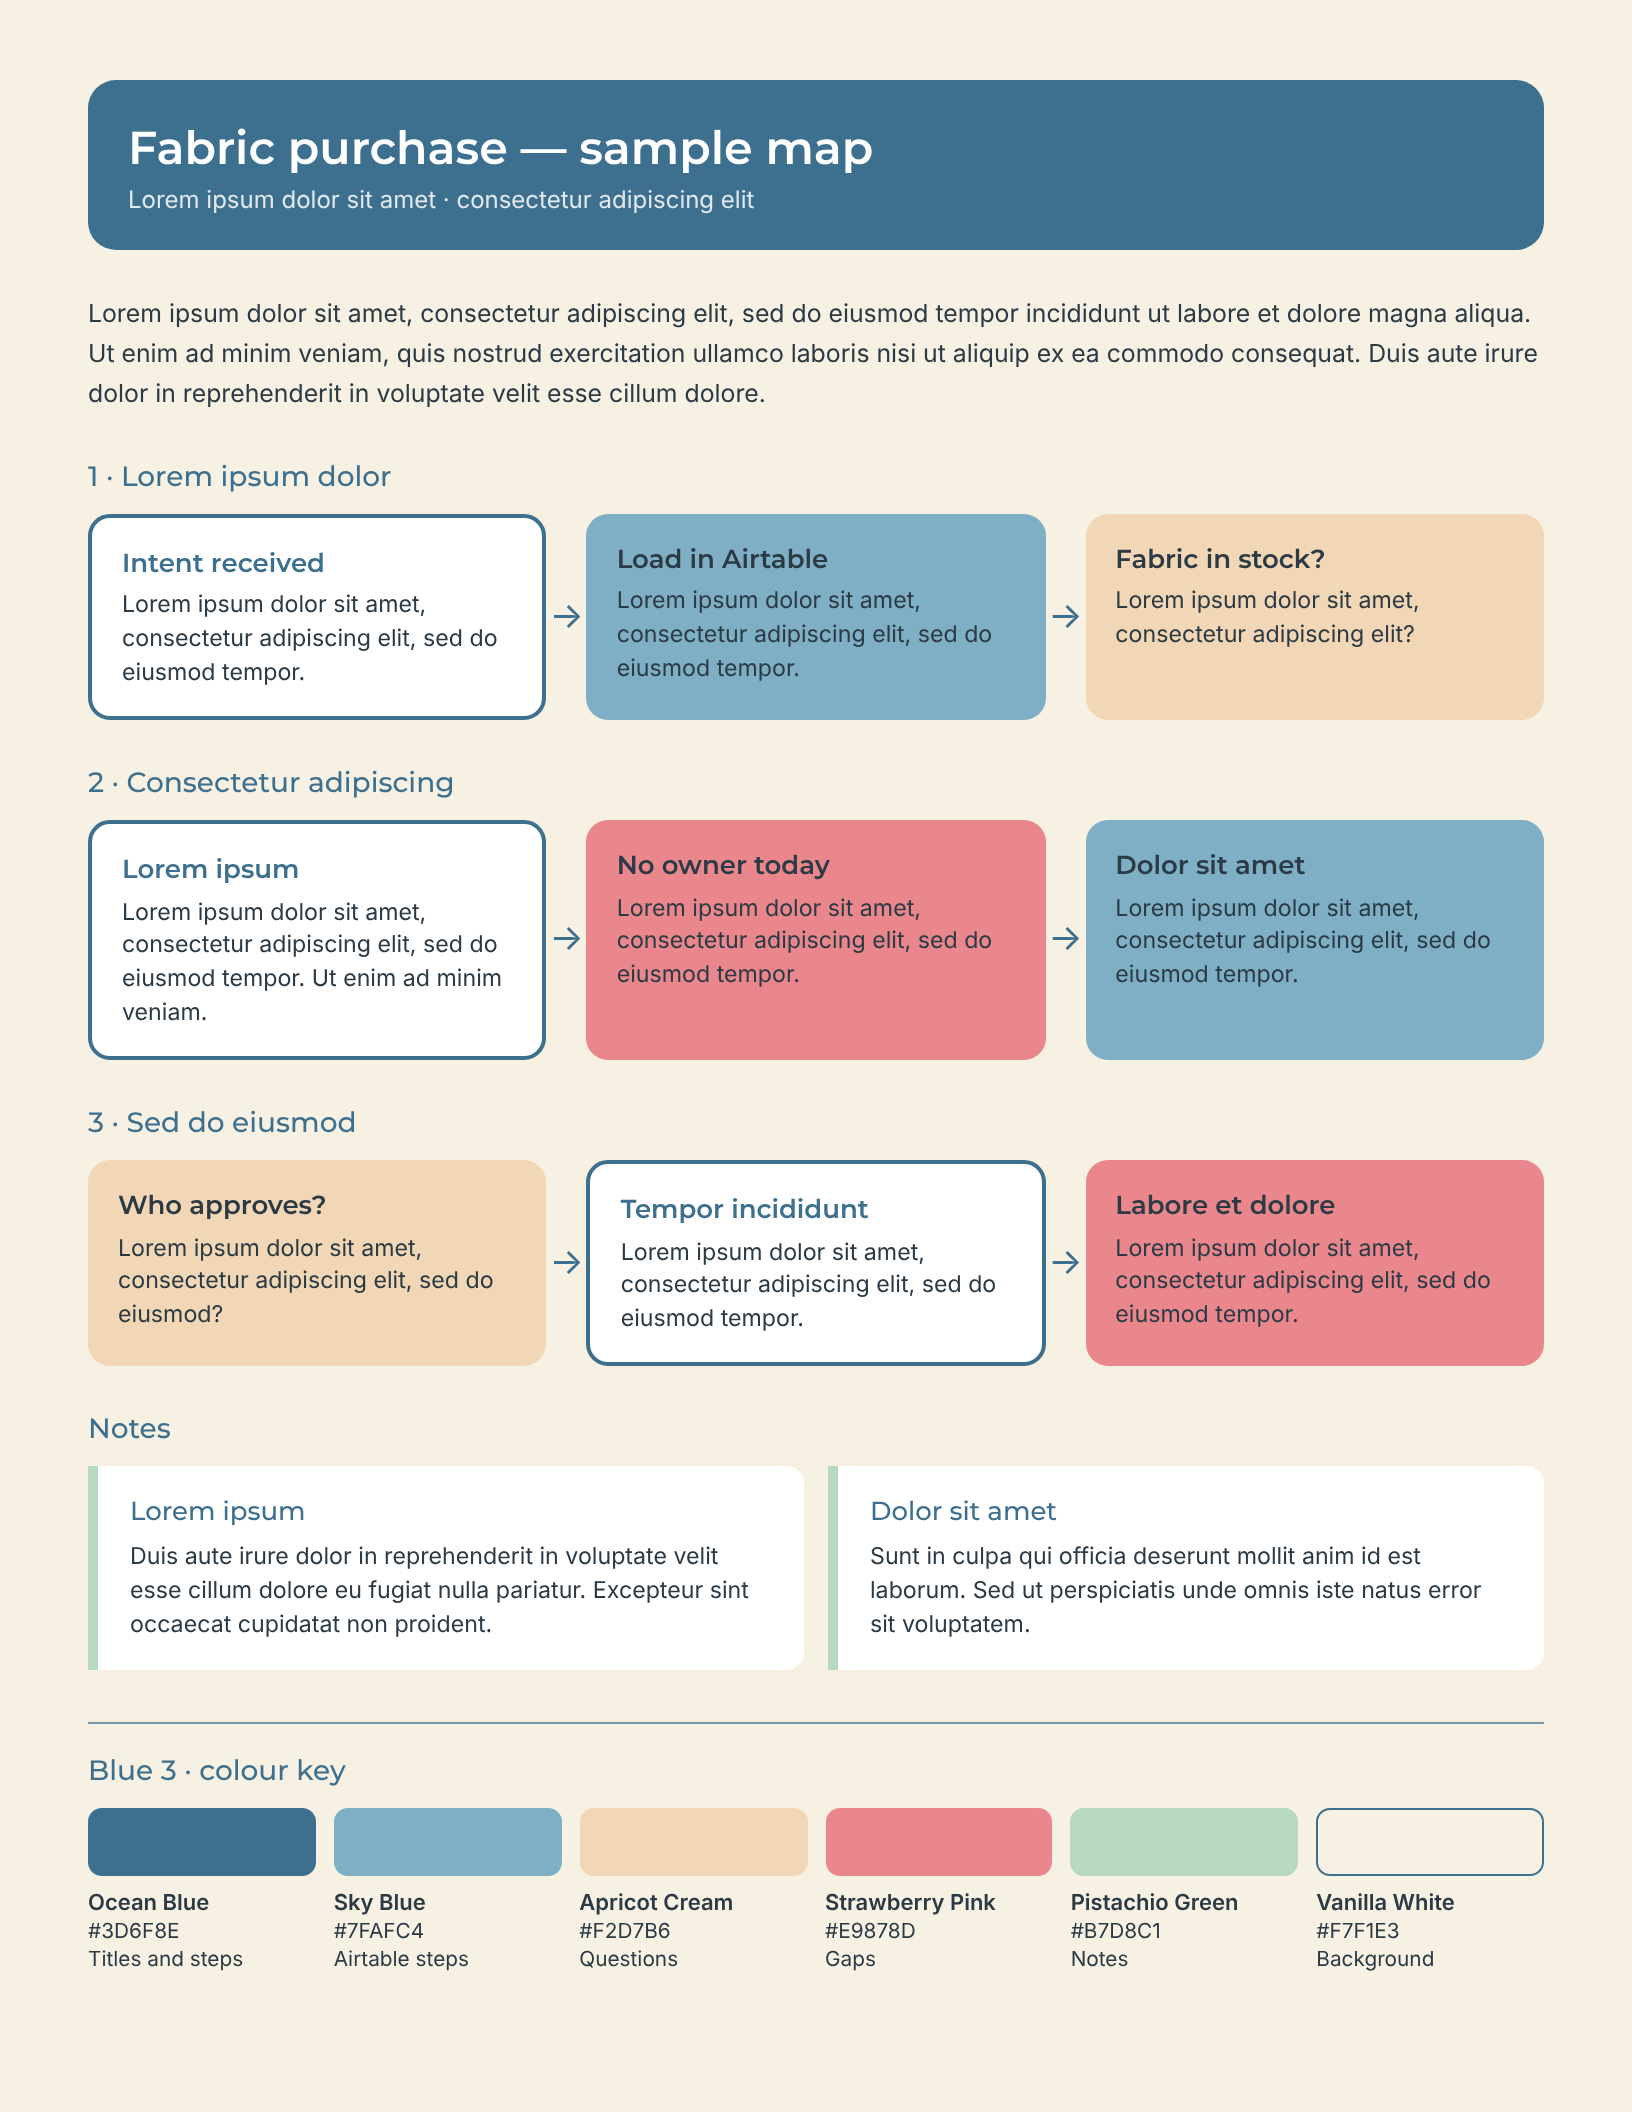 Fabric purchase — sample map
Lorem ipsum dolor sit amet · consectetur adipiscing elit
Lorem ipsum dolor sit amet, consectetur adipiscing elit, sed do eiusmod tempor incididunt ut labore et dolore magna aliqua.
Ut enim ad minim veniam, quis nostrud exercitation ullamco laboris nisi ut aliquip ex ea commodo consequat. Duis aute irure
dolor in reprehenderit in voluptate velit esse cillum dolore.
1 · Lorem ipsum dolor
Intent received
Lorem ipsum dolor sit amet,
consectetur adipiscing elit, sed do
eiusmod tempor.
→
Load in Airtable
Lorem ipsum dolor sit amet,
consectetur adipiscing elit, sed do
eiusmod tempor.
→
Fabric in stock?
Lorem ipsum dolor sit amet,
consectetur adipiscing elit?
2 · Consectetur adipiscing
Lorem ipsum
Lorem ipsum dolor sit amet,
consectetur adipiscing elit, sed do
eiusmod tempor. Ut enim ad minim
veniam.
→
No owner today
Lorem ipsum dolor sit amet,
consectetur adipiscing elit, sed do
eiusmod tempor.
→
Dolor sit amet
Lorem ipsum dolor sit amet,
consectetur adipiscing elit, sed do
eiusmod tempor.
3 · Sed do eiusmod
Who approves?
Lorem ipsum dolor sit amet,
consectetur adipiscing elit, sed do
eiusmod?
→
Tempor incididunt
Lorem ipsum dolor sit amet,
consectetur adipiscing elit, sed do
eiusmod tempor.
→
Labore et dolore
Lorem ipsum dolor sit amet,
consectetur adipiscing elit, sed do
eiusmod tempor.
Notes
Lorem ipsum
Duis aute irure dolor in reprehenderit in voluptate velit
esse cillum dolore eu fugiat nulla pariatur. Excepteur sint
occaecat cupidatat non proident.
Dolor sit amet
Sunt in culpa qui officia deserunt mollit anim id est
laborum. Sed ut perspiciatis unde omnis iste natus error
sit voluptatem.
Blue 3 · colour key
Ocean Blue
#3D6F8E
Titles and steps
Sky Blue
#7FAFC4
Airtable steps
Apricot Cream
#F2D7B6
Questions
Strawberry Pink
#E9878D
Gaps
Pistachio Green
#B7D8C1
Notes
Vanilla White
#F7F1E3
Background